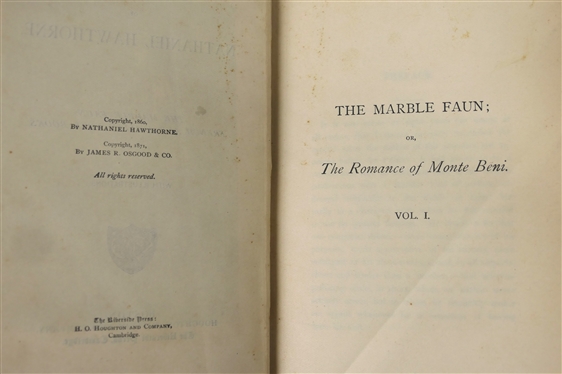 Copyright, 1860,
BY NATHANIEL HAWTHORNE.
Copyright, 1871,
BY JAMES R. OSGOOD & CO.
All rights reserved.
The Riverside Press:
H. O. HOUGHTON AND COMPANY,
Cambridge.
THE MARBLE FAUN;
OR,
The Romance of Monte Beni.
VOL. I.